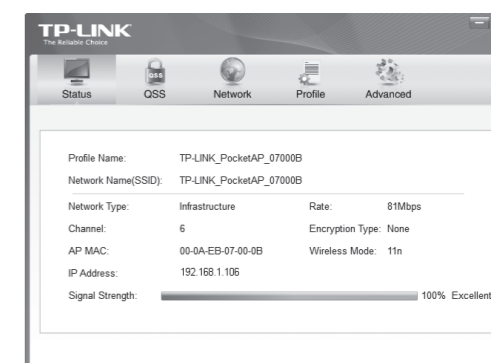 TP-LINK
The Reliable Choice
QSS
Status QSS Network Profile Advanced
Profile Name: TP-LINK_PocketAP_07000B
Network Name(SSID): TP-LINK_PocketAP_07000B
Network Type: Infrastructure Rate: 81Mbps
Channel: 6 Encryption Type: None
AP MAC: 00-0A-EB-07-00-0B Wireless Mode: 11n
IP Address: 192.168.1.106
Signal Strength: 100% Excellent